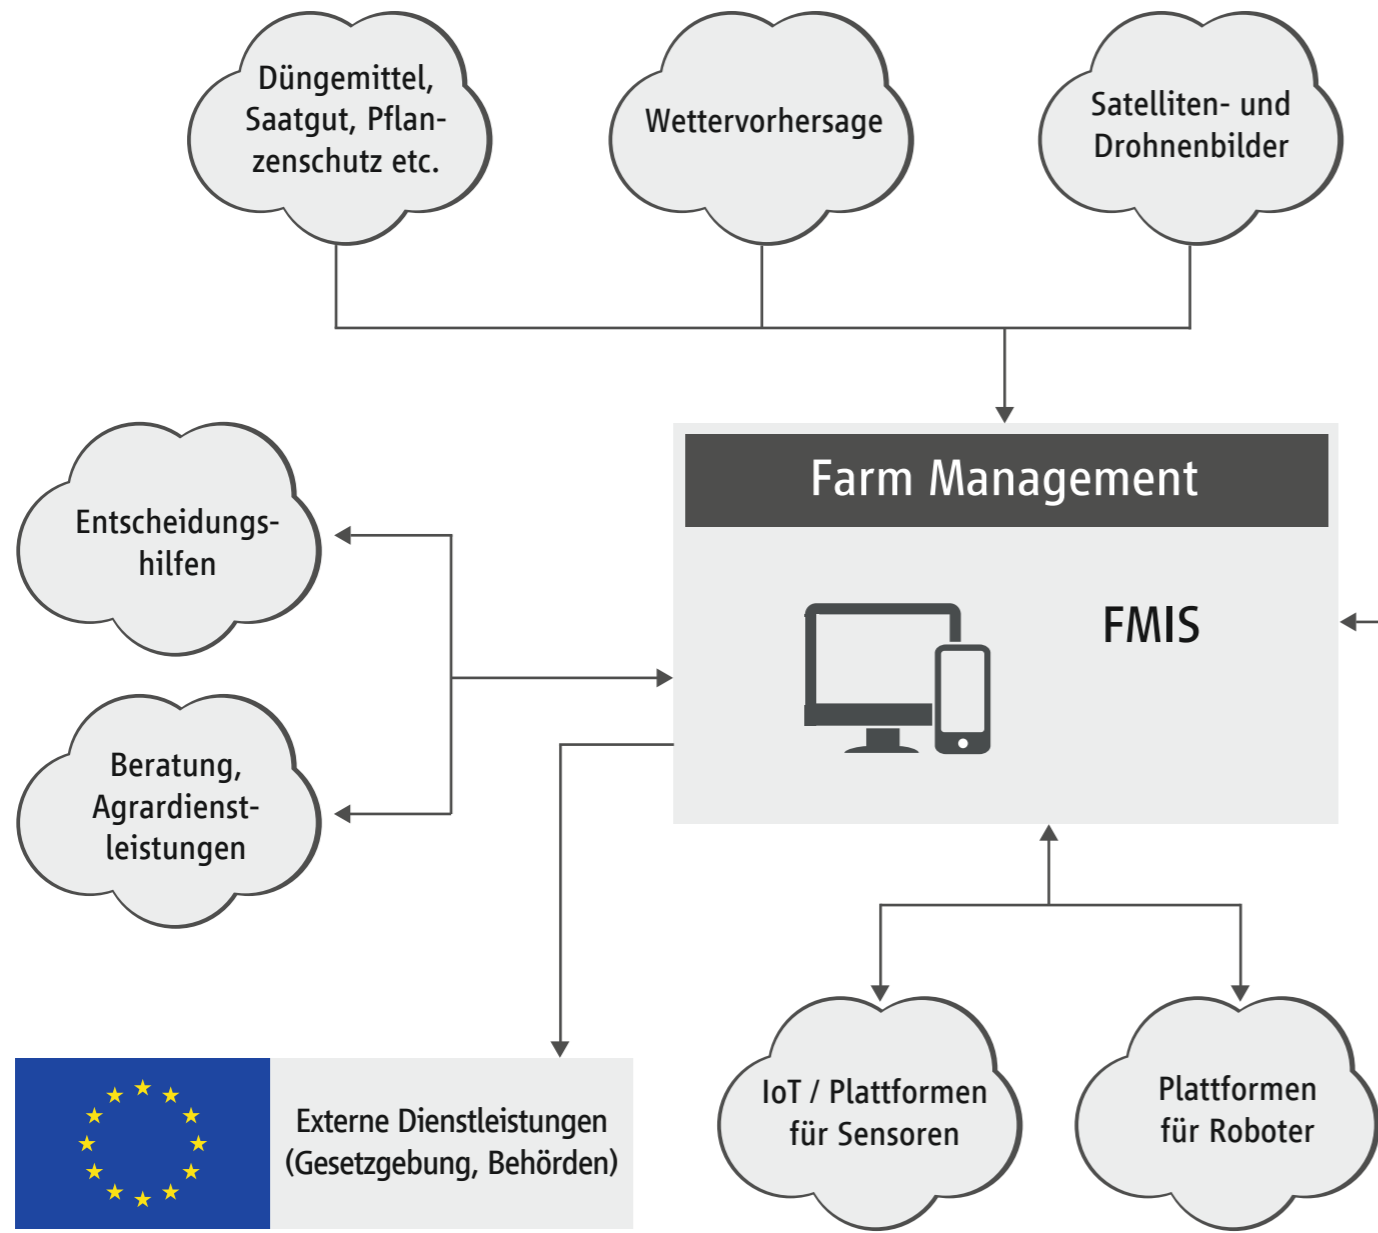 Düngemittel,
Saatgut, Pflan-
zenschutz etc.
Wettervorhersage
Satelliten- und
Drohnenbilder
Farm Management
FMIS
Entscheidungs-
hilfen
Beratung,
Agrardienst-
leistungen
Externe Dienstleistungen
(Gesetzgebung, Behörden)
IoT / Plattformen
für Sensoren
Plattformen
für Roboter